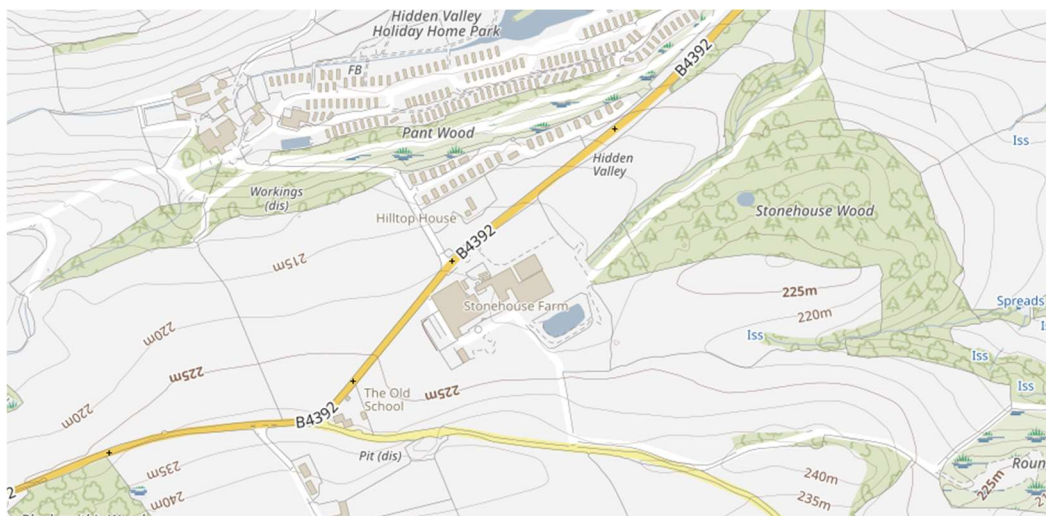 Hidden Valley
Holiday Home Park
FB
B4392
Pant Wood
Iss
Hidden
Valley
Workings
(dis)
Stonehouse Wood
Hilltop House
B4392
215m
225m
Stonehouse Farm
Spreads
220m
220m
Iss
Iss
225m
The Old
School
225m
Iss
220m
B4392
Pit (dis)
235m
240m
Roun
225m
240m
235m